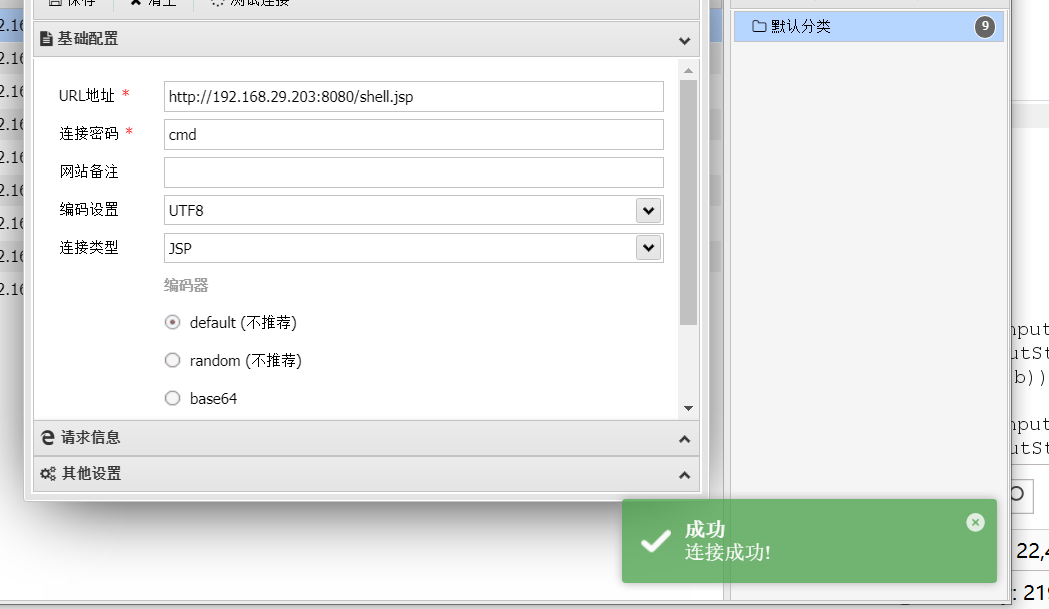 保存 清空 测试连接
基础配置
URL地址 *
http://192.168.29.203:8080/shell.jsp
连接密码 *
cmd
网站备注
编码设置
UTF8
连接类型
JSP
编码器
default (不推荐)
random (不推荐)
base64
请求信息
其他设置
默认分类
9
成功
连接成功!
2.16
2.16
2.16
2.16
2.16
2.16
2.16
2.16
2.16
nput
utSt
b))
nput
utSt
22,4
: 219